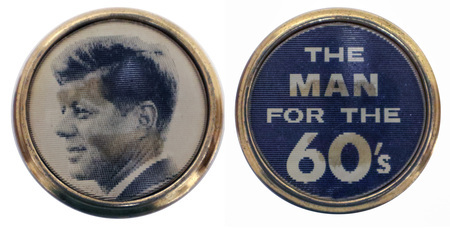 THE
MAN
FOR THE
60's